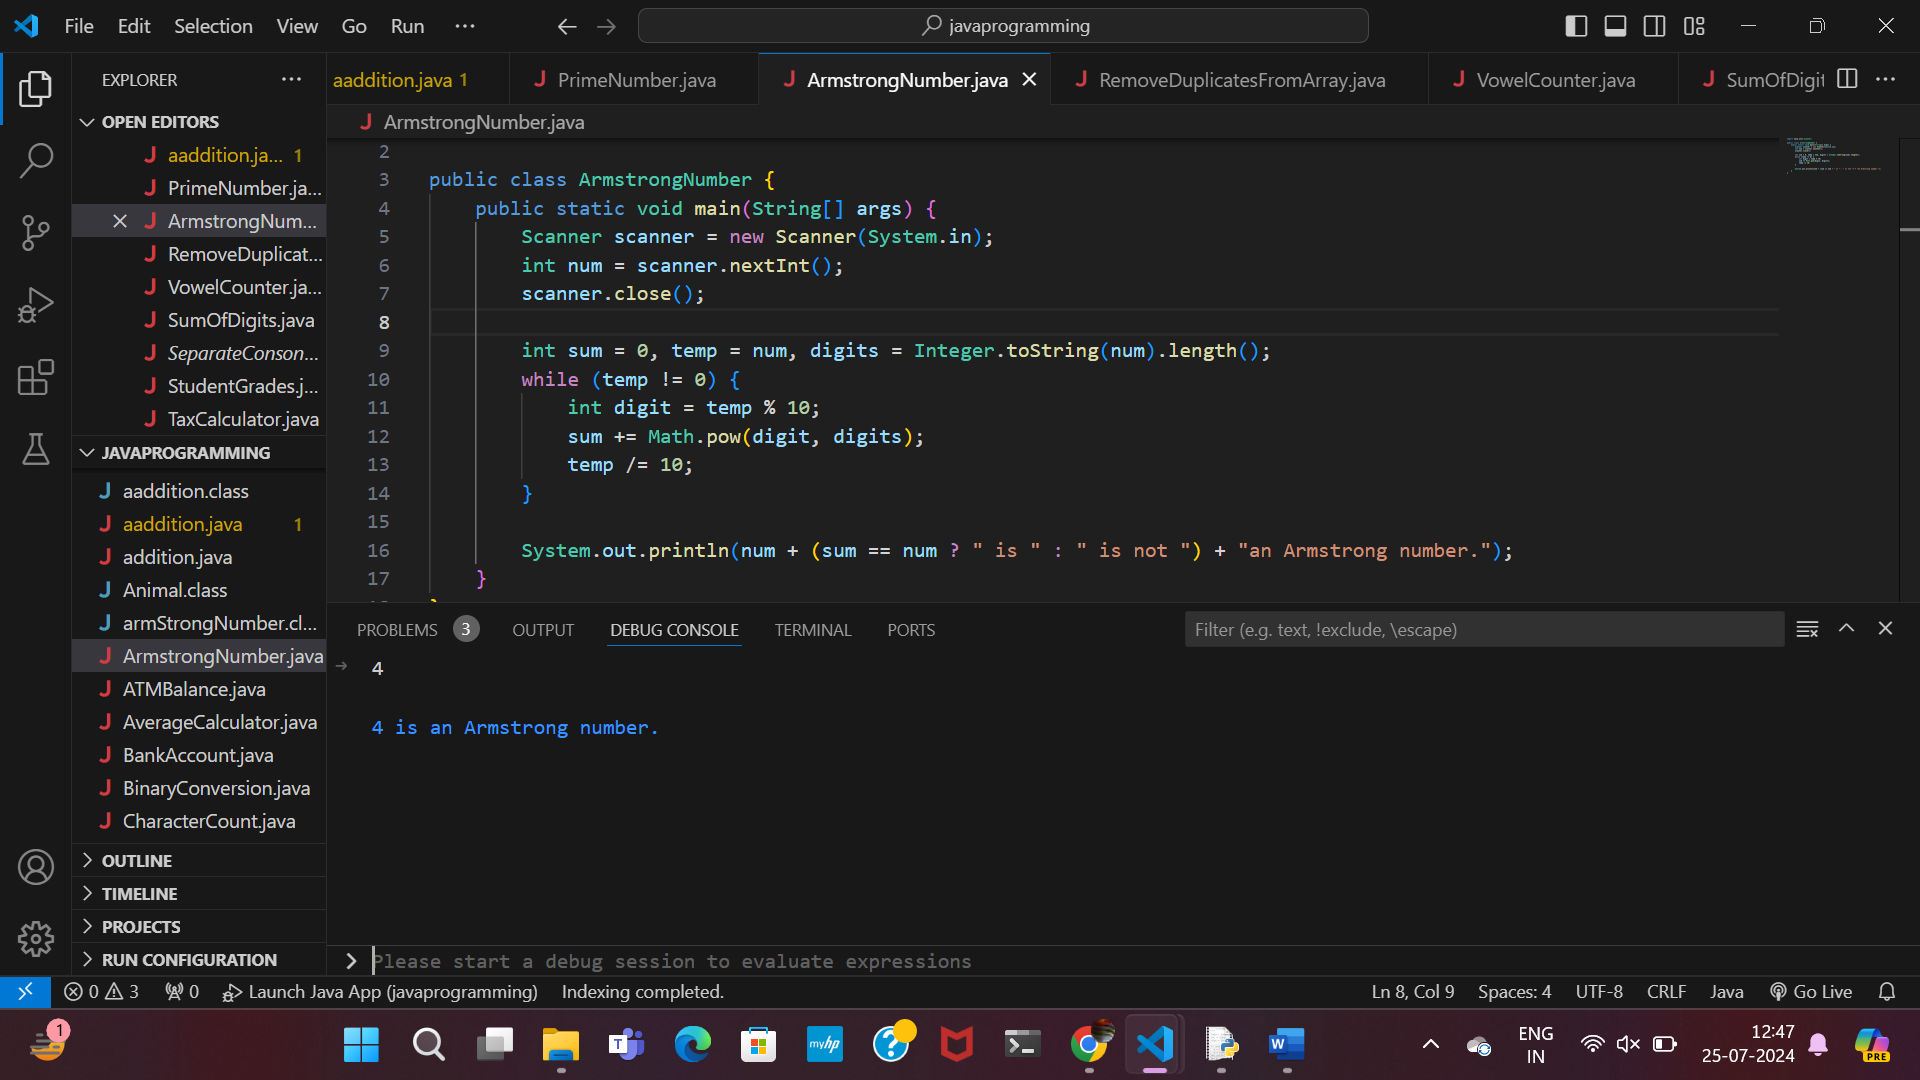 File Edit Selection View Go Run ···
javaprogramming
EXPLORER ···
aaddition.java 1
PrimeNumber.java
ArmstrongNumber.java
RemoveDuplicatesFromArray.java
VowelCounter.java
SumOfDigit
OPEN EDITORS
aaddition.ja... 1
PrimeNumber.ja...
ArmstrongNum...
RemoveDuplicat...
VowelCounter.ja...
SumOfDigits.java
SeparateConson...
StudentGrades.j...
TaxCalculator.java
JAVAPROGRAMMING
aaddition.class
aaddition.java 1
addition.java
Animal.class
armStrongNumber.cl...
ArmstrongNumber.java
ATMBalance.java
AverageCalculator.java
BankAccount.java
BinaryConversion.java
CharacterCount.java
OUTLINE
TIMELINE
PROJECTS
RUN CONFIGURATION
ArmstrongNumber.java
2
3 public class ArmstrongNumber {
4 public static void main(String[] args) {
5 Scanner scanner = new Scanner(System.in);
6 int num = scanner.nextInt();
7 scanner.close();
8
9 int sum = 0, temp = num, digits = Integer.toString(num).length();
10 while (temp != 0) {
11 int digit = temp % 10;
12 sum += Math.pow(digit, digits);
13 temp /= 10;
14 }
15
16 System.out.println(num + (sum == num ? " is " : " is not ") + "an Armstrong number.");
17 }
PROBLEMS 3 OUTPUT DEBUG CONSOLE TERMINAL PORTS
Filter (e.g. text, !exclude, \escape)
4
4 is an Armstrong number.
Please start a debug session to evaluate expressions
0 3 0 Launch Java App (javaprogramming) Indexing completed.
Ln 8, Col 9 Spaces: 4 UTF-8 CRLF Java Go Live
1
myhp
W
ENG
IN
12:47
25-07-2024
PRE